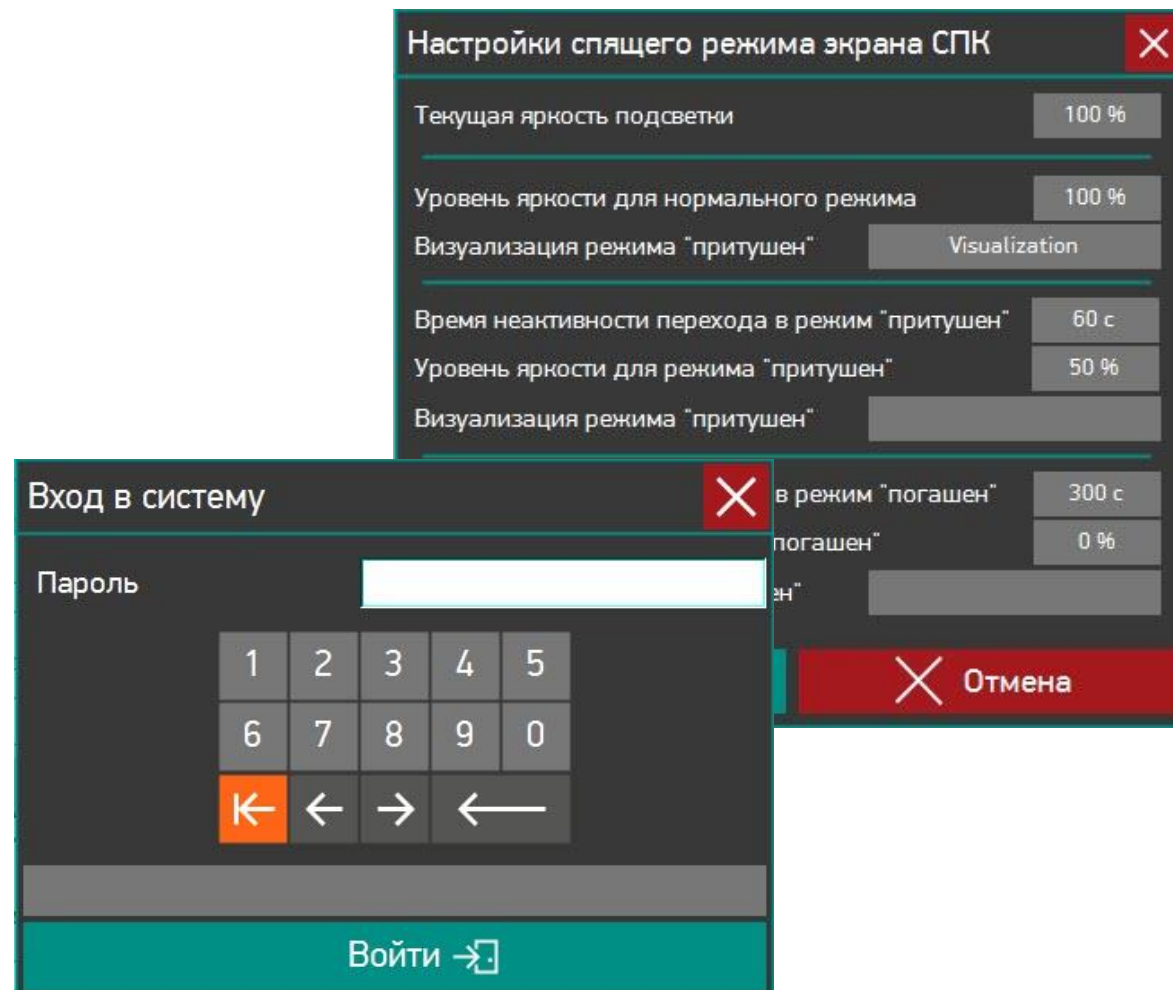 Настройки спящего режима экрана СПК
Текущая яркость подсветки 100 %
Уровень яркости для нормального режима 100 %
Визуализация режима "притушен" Visualization
Время неактивности перехода в режим "притушен" 60 с
Уровень яркости для режима "притушен" 50 %
Визуализация режима "притушен"
в режим "погашен" 300 с
погашен" 0 %
ен"
Отмена
Вход в систему
Пароль
1 2 3 4 5
6 7 8 9 0
Войти